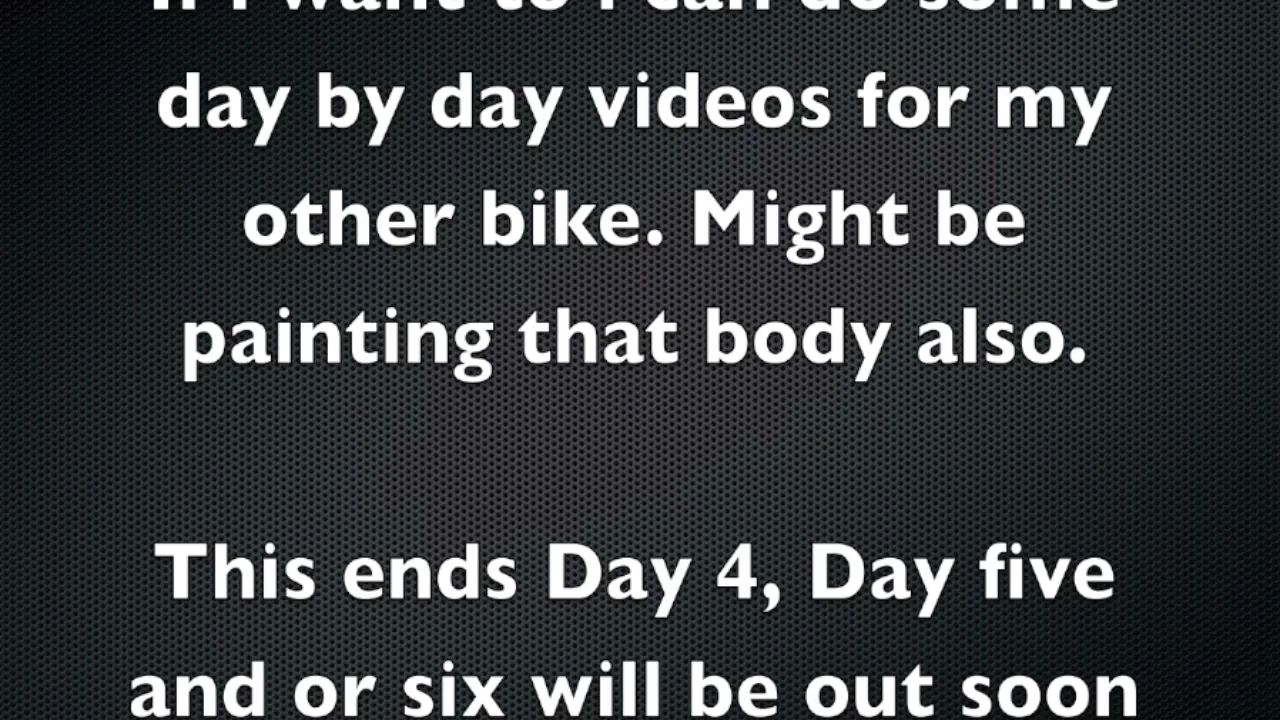 If I want to I can do some
day by day videos for my
other bike. Might be
painting that body also.
This ends Day 4, Day five
and or six will be out soon